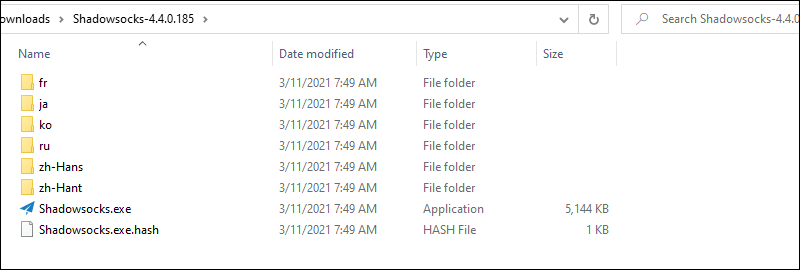 ownloads > Shadowsocks-4.4.0.185 > Search Shadowsocks-4.4.0
Name Date modified Type Size
fr 3/11/2021 7:49 AM File folder
ja 3/11/2021 7:49 AM File folder
ko 3/11/2021 7:49 AM File folder
ru 3/11/2021 7:49 AM File folder
zh-Hans 3/11/2021 7:49 AM File folder
zh-Hant 3/11/2021 7:49 AM File folder
Shadowsocks.exe 3/11/2021 7:49 AM Application 5,144 KB
Shadowsocks.exe.hash 3/11/2021 7:49 AM HASH File 1 KB